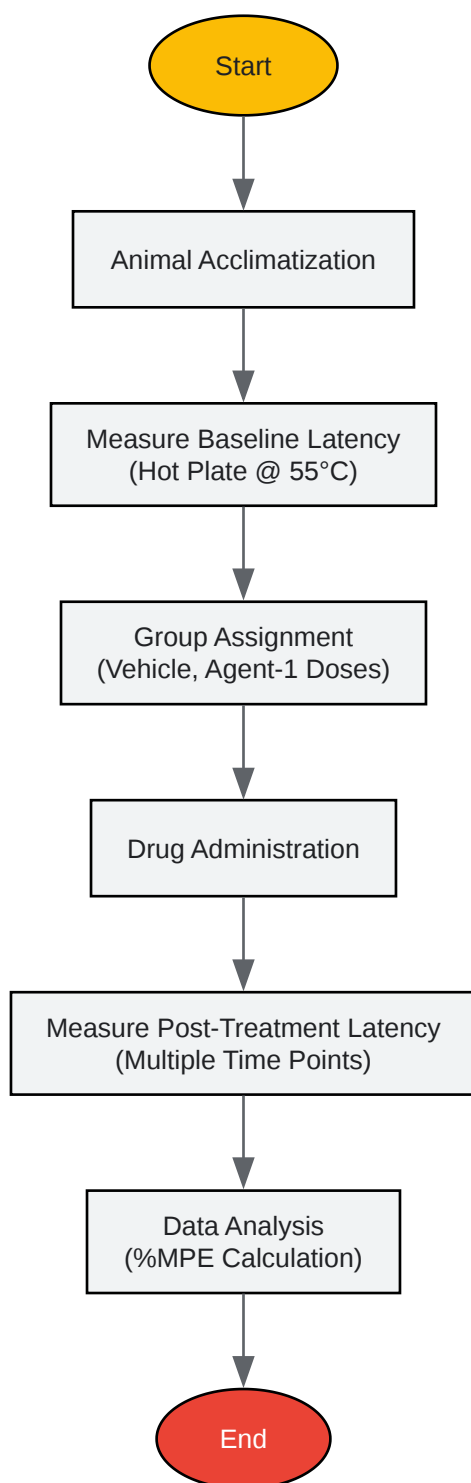 Start
Animal Acclimatization
Measure Baseline Latency
(Hot Plate @ 55°C)
Group Assignment
(Vehicle, Agent-1 Doses)
Drug Administration
Measure Post-Treatment Latency
(Multiple Time Points)
Data Analysis
(%MPE Calculation)
End